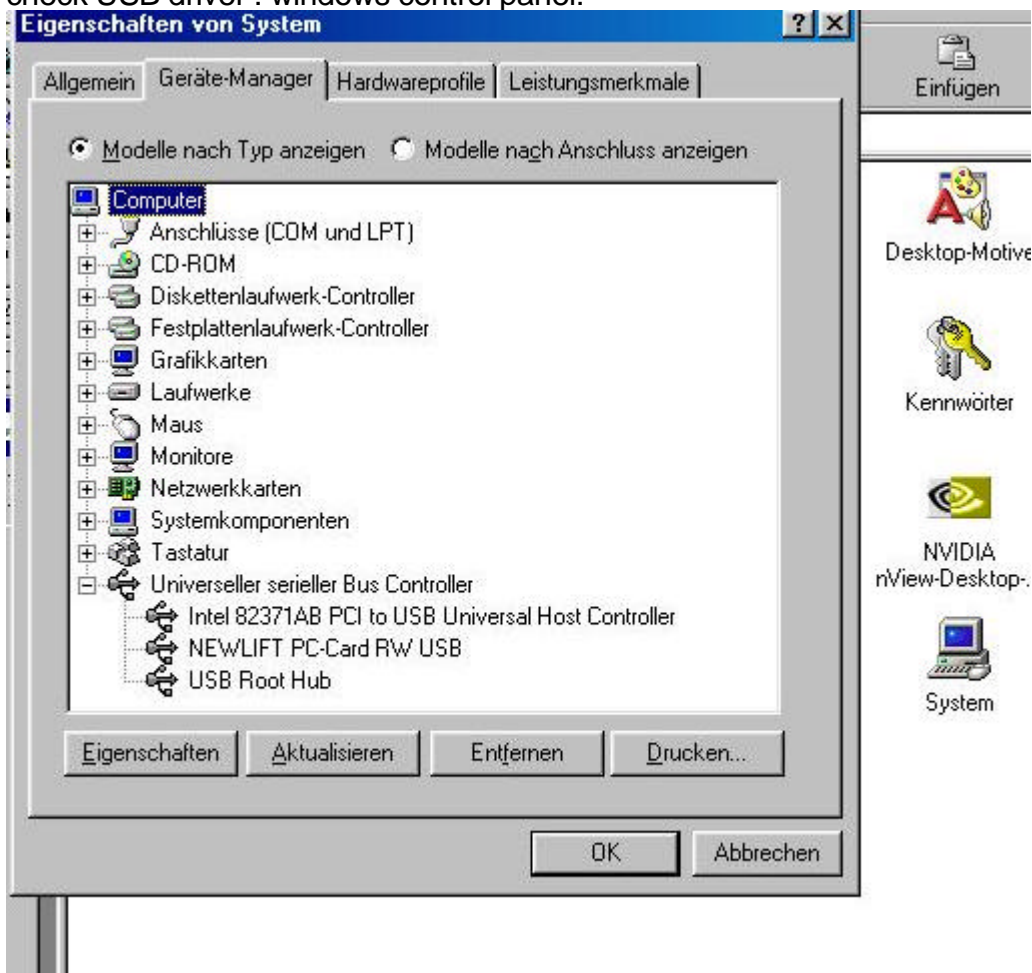 check USB driver : windows control panel:
Eigenschaften von System
Allgemein
Geräte-Manager
Hardwareprofile
Leistungsmerkmale
Modelle nach Typ anzeigen
Modelle nach Anschluss anzeigen
Computer
Anschlüsse (COM und LPT)
CD-ROM
Diskettenlaufwerk-Controller
Festplattenlaufwerk-Controller
Grafikkarten
Laufwerke
Maus
Monitore
Netzwerkkarten
Systemkomponenten
Tastatur
Universeller serieller Bus Controller
Intel 82371AB PCI to USB Universal Host Controller
NEWLIFT PC-Card RW USB
USB Root Hub
Eigenschaften
Aktualisieren
Entfernen
Drucken...
OK
Abbrechen
Einfügen
Desktop-Motive
Kennwörter
NVIDIA
nView-Desktop-..
System